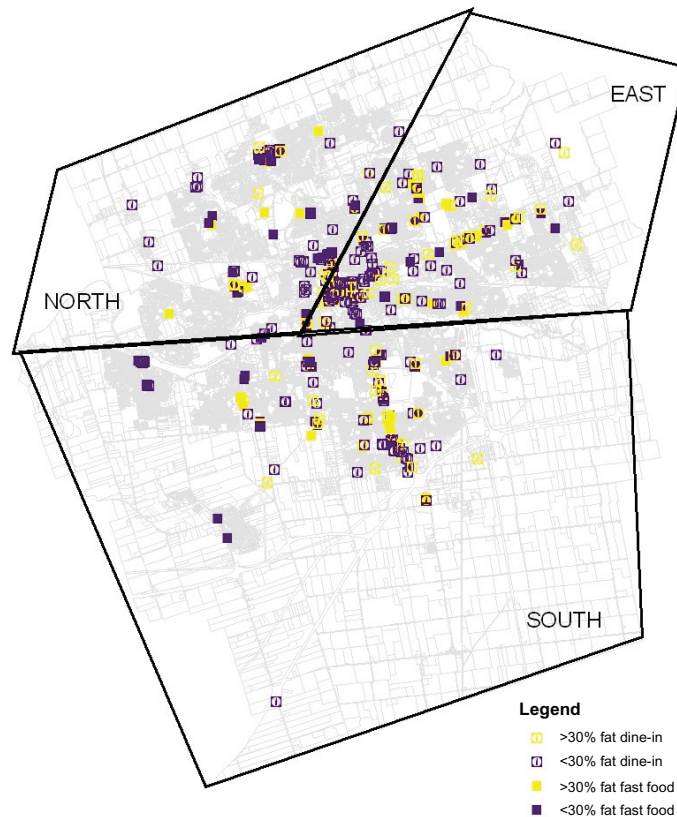 EAST
NORTH
SOUTH
Legend
>30% fat dine-in
<30% fat dine-in
>30% fat fast food
<30% fat fast food